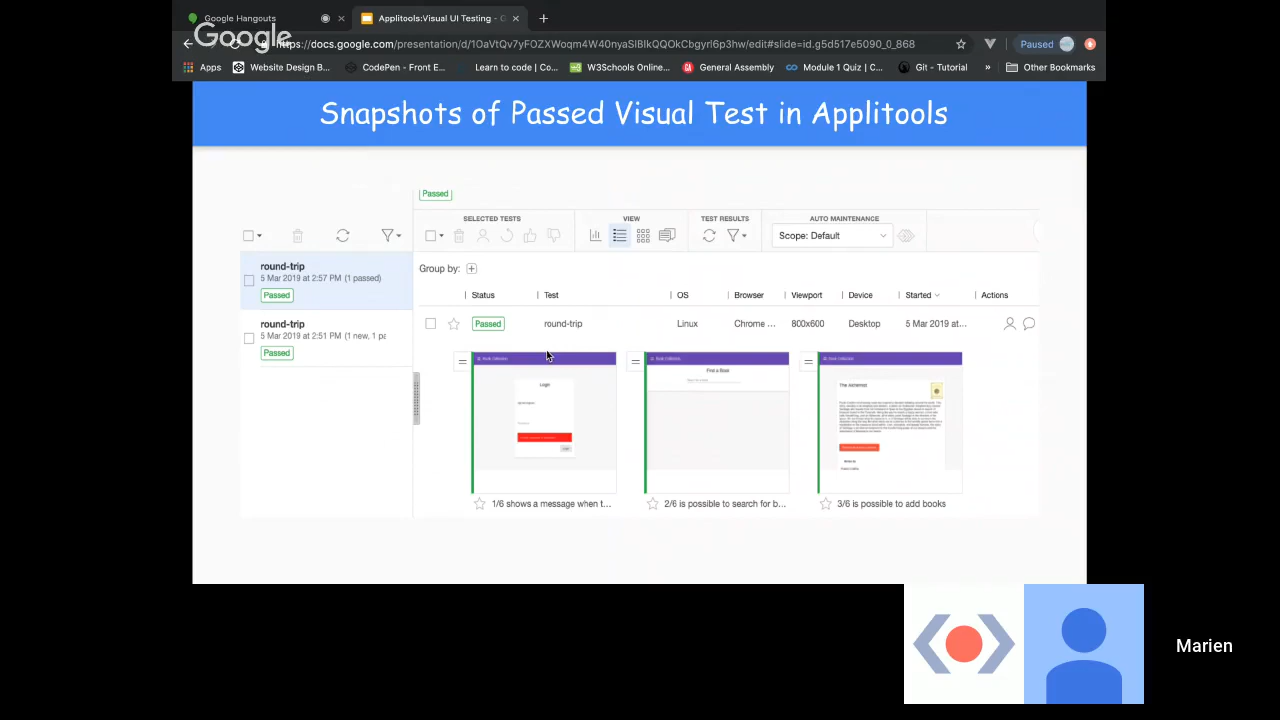 Google Hangouts
Applitools:Visual UI Testing - G
Google
https://docs.google.com/presentation/d/1OaVtQv7yFOZXWoqm4W40nyaSIBIkQQOkCbgyrl6p3hw/edit#slide=id.g5d517e5090_0_868
Paused
Apps
Website Design B...
CodePen - Front E...
Learn to code | Co...
W3Schools Online...
General Assembly
Module 1 Quiz | C...
Git - Tutorial
»
Other Bookmarks
Snapshots of Passed Visual Test in Applitools
Passed
SELECTED TESTS
VIEW
TEST RESULTS
AUTO MAINTENANCE
Scope: Default
round-trip
5 Mar 2019 at 2:57 PM (1 passed)
Passed
round-trip
5 Mar 2019 at 2:51 PM (1 new, 1 pa
Passed
Group by:
Status
Test
OS
Browser
Viewport
Device
Started
Actions
Passed
round-trip
Linux
Chrome ...
800x600
Desktop
5 Mar 2019 at...
Login
Find a Book
The Alchemist
1/6 shows a message when t...
2/6 is possible to search for b...
3/6 is possible to add books
Marien